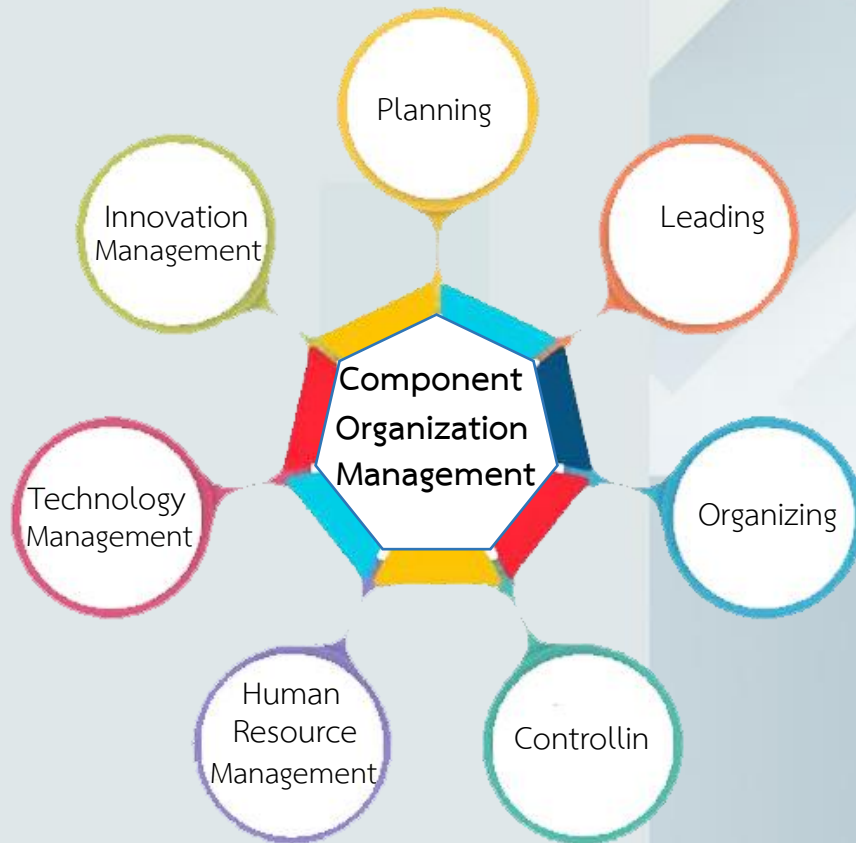 Planning
Leading
Innovation
Management
Component
Organization
Management
Technology
Management
Organizing
Human
Resource
Management
Controllin